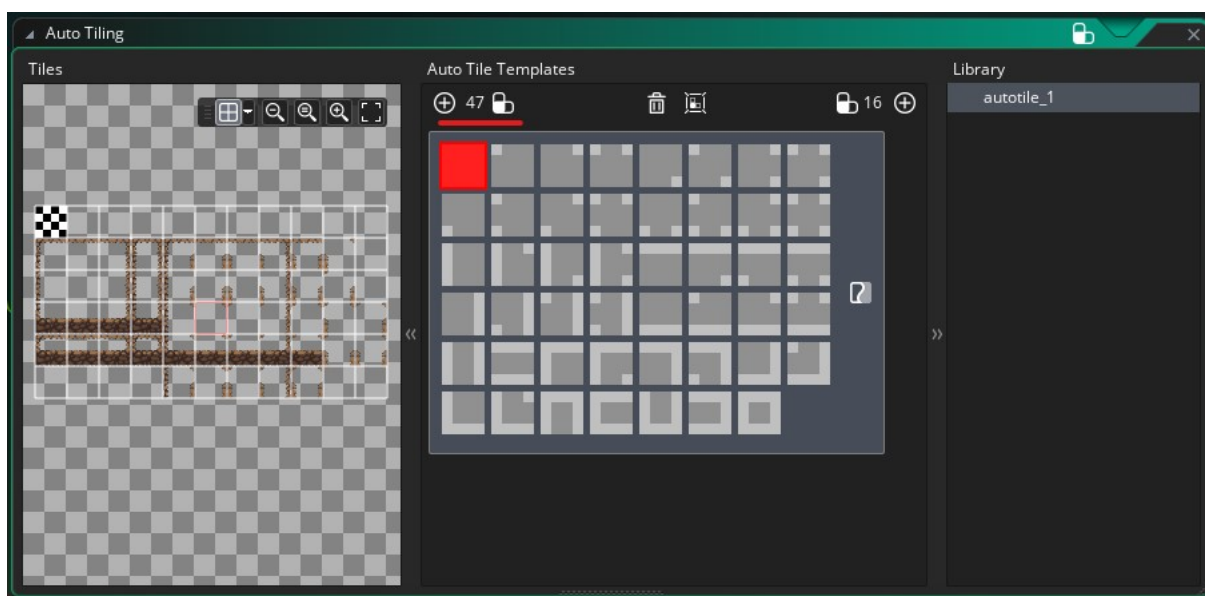 Auto Tiling
Tiles
Auto Tile Templates
Library
47
16
autotile_1